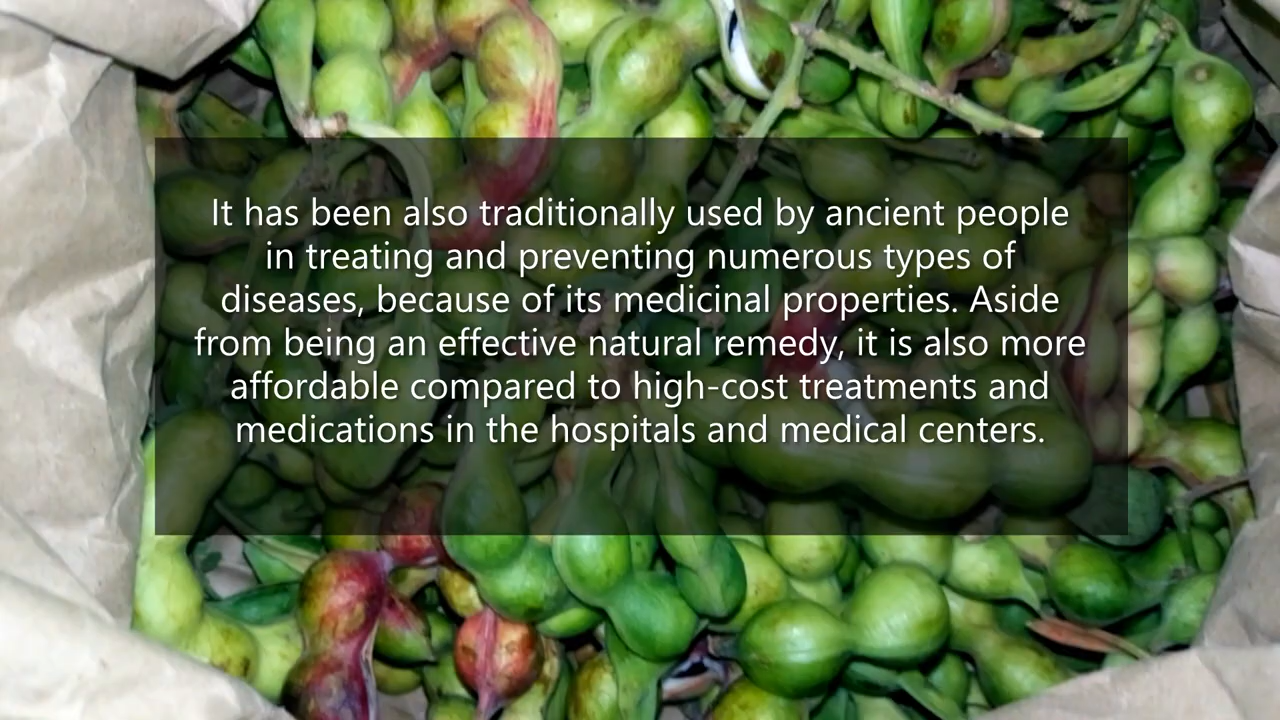 It has been also traditionally used by ancient people
in treating and preventing numerous types of
diseases, because of its medicinal properties. Aside
from being an effective natural remedy, it is also more
affordable compared to high-cost treatments and
medications in the hospitals and medical centers.